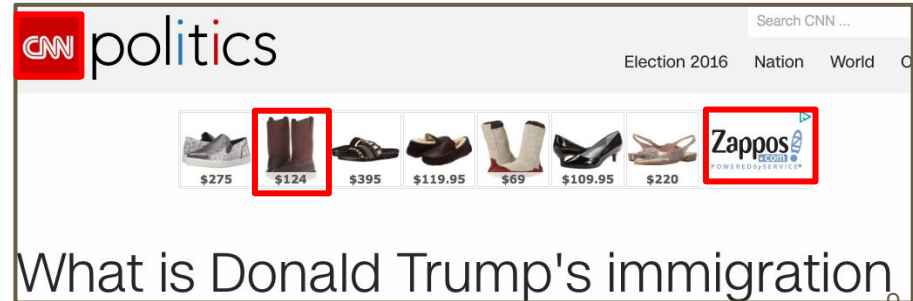 Search CNN ...
CNN politics
Election 2016 Nation World
Zappos
.com
POWERED by SERVICE®
$275 $124 $395 $119.95 $69 $109.95 $220
What is Donald Trump's immigration